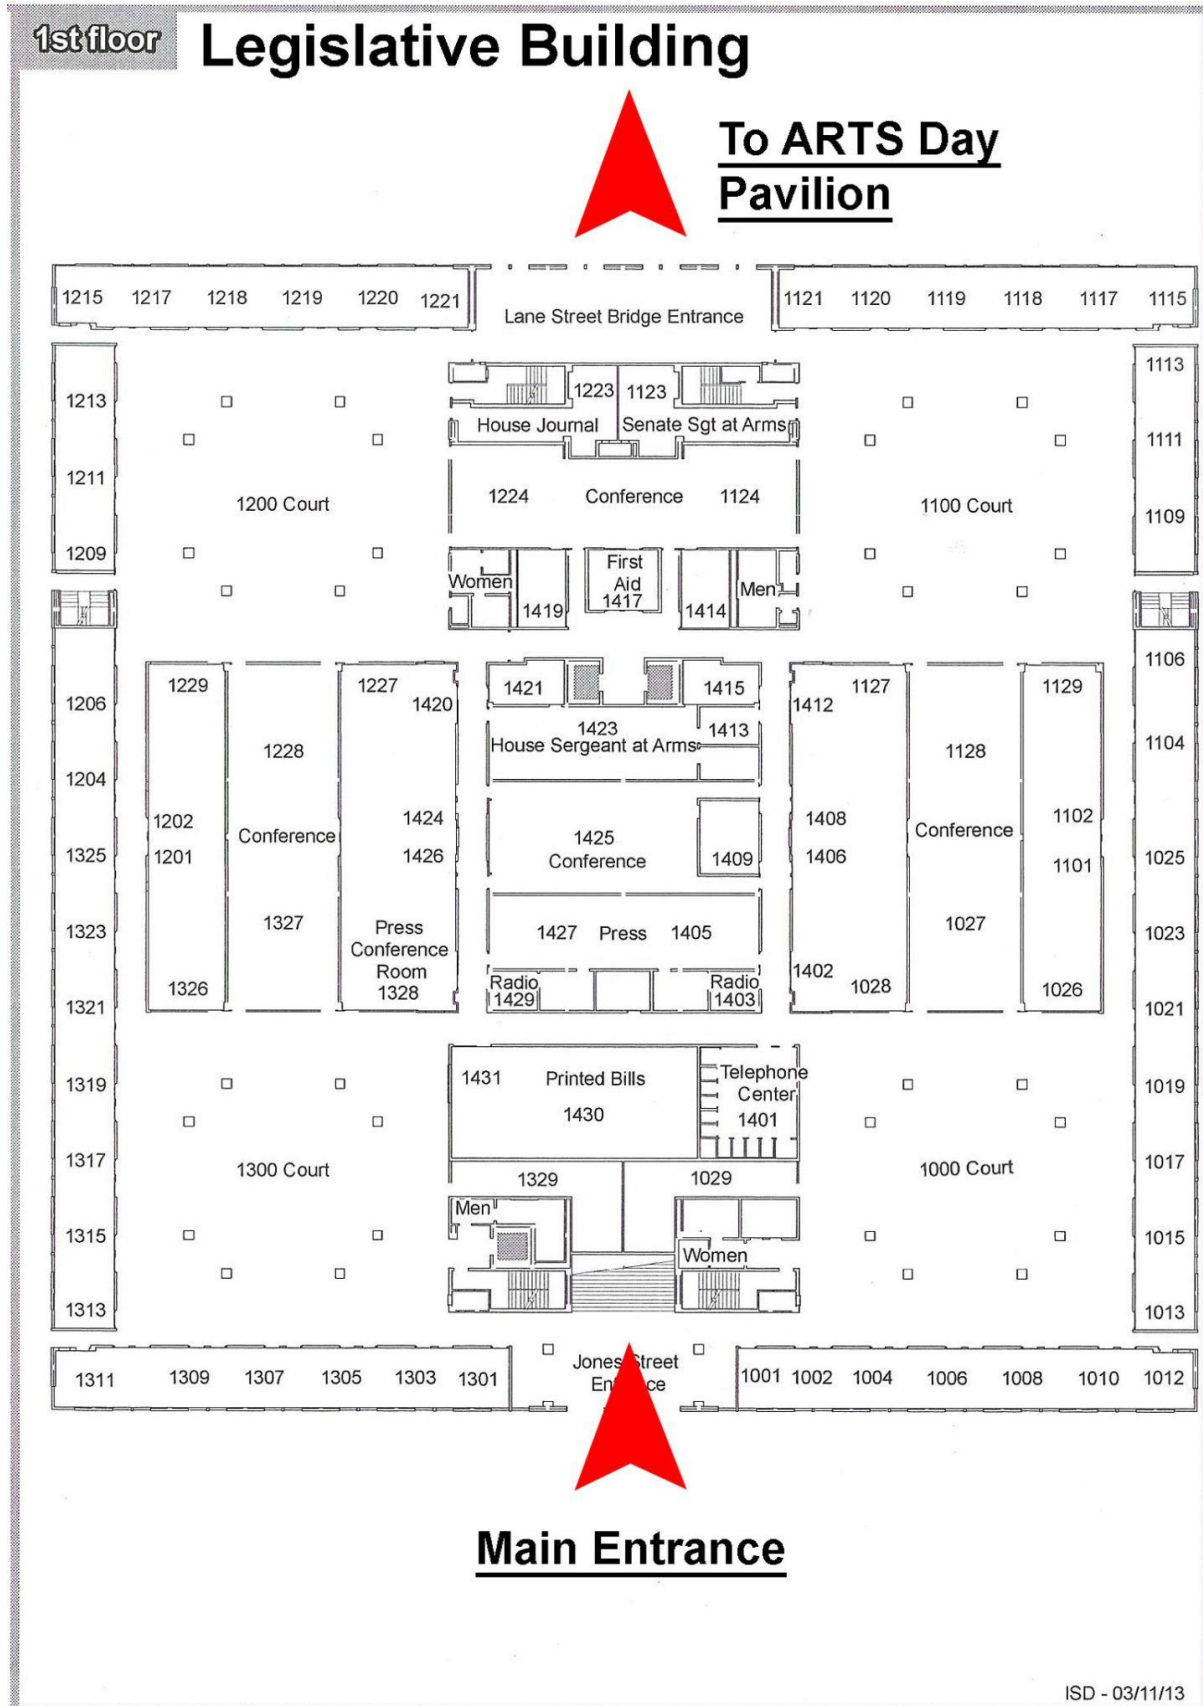 1st floor
Legislative Building
To ARTS Day
Pavilion
1215 1217 1218 1219 1220 1221
Lane Street Bridge Entrance
1121 1120 1119 1118 1117 1115
1213
1223 1123
1113
House Journal Senate Sgt at Arms
1211
1111
1200 Court
1224 Conference 1124
1100 Court
1109
1209
Women
1419
First
Aid
1417
1414
Men
1206
1229
1227
1420
1421
1415
1412
1127
1129
1106
1228
1423
House Sergeant at Arms
1413
1128
1104
1204
1202
Conference
1424
1425
Conference
1408
Conference
1102
1325
1201
1426
1409
1406
1101
1025
1323
1327
Press
Conference
Room
1328
1427 Press 1405
1027
1023
1321
1326
Radio
1429
Radio
1403
1402
1028
1026
1021
1319
1431
Printed Bills
1430
Telephone
Center
1401
1019
1317
1300 Court
1329
1029
1000 Court
1017
1315
Men
Women
1015
1313
1013
1311 1309 1307 1305 1303 1301
Jones Street
Entrance
1001 1002 1004 1006 1008 1010 1012
Main Entrance
ISD - 03/11/13